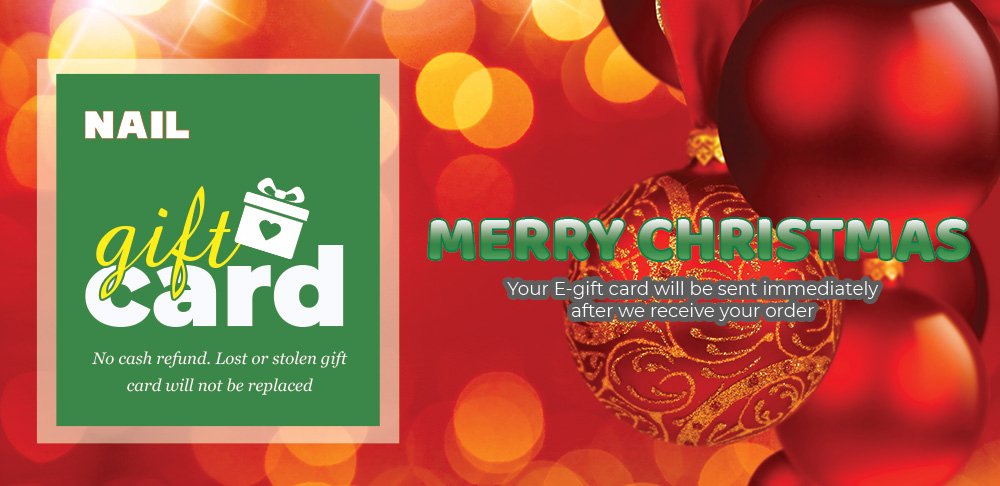 NAIL
gift
card
No cash refund. Lost or stolen gift
card will not be replaced
MERRY CHRISTMAS
Your E-gift card will be sent immediately
after we receive your order